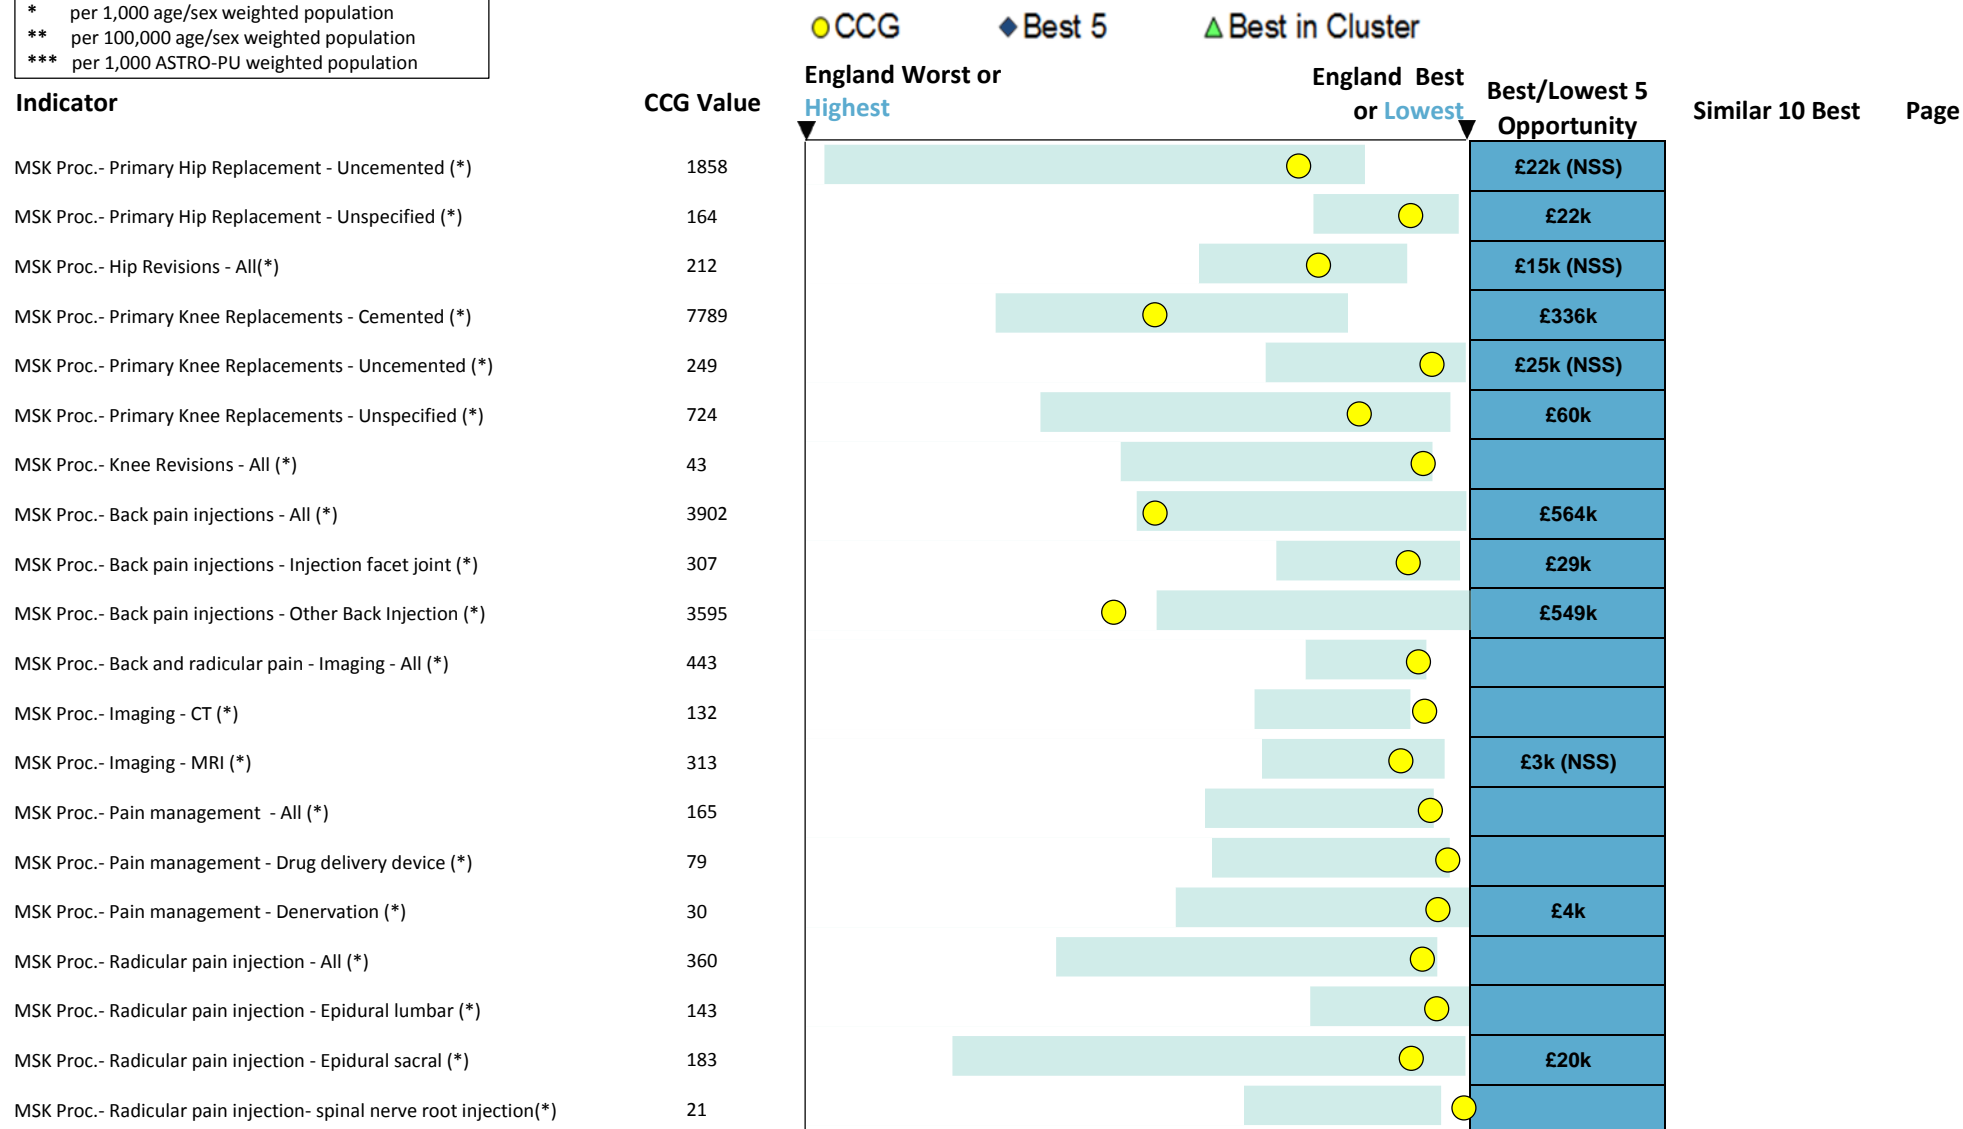 * per 1,000 age/sex weighted population
** per 100,000 age/sex weighted population
*** per 1,000 ASTRO-PU weighted population
CCG Best 5 Best in Cluster
Indicator CCG Value England Worst or Highest England Best or Lowest Best/Lowest 5 Opportunity Similar 10 Best Page
MSK Proc.- Primary Hip Replacement - Uncemented (*) 1858 £22k (NSS)
MSK Proc.- Primary Hip Replacement - Unspecified (*) 164 £22k
MSK Proc.- Hip Revisions - All(*) 212 £15k (NSS)
MSK Proc.- Primary Knee Replacements - Cemented (*) 7789 £336k
MSK Proc.- Primary Knee Replacements - Uncemented (*) 249 £25k (NSS)
MSK Proc.- Primary Knee Replacements - Unspecified (*) 724 £60k
MSK Proc.- Knee Revisions - All (*) 43
MSK Proc.- Back pain injections - All (*) 3902 £564k
MSK Proc.- Back pain injections - Injection facet joint (*) 307 £29k
MSK Proc.- Back pain injections - Other Back Injection (*) 3595 £549k
MSK Proc.- Back and radicular pain - Imaging - All (*) 443
MSK Proc.- Imaging - CT (*) 132
MSK Proc.- Imaging - MRI (*) 313 £3k (NSS)
MSK Proc.- Pain management - All (*) 165
MSK Proc.- Pain management - Drug delivery device (*) 79
MSK Proc.- Pain management - Denervation (*) 30 £4k
MSK Proc.- Radicular pain injection - All (*) 360
MSK Proc.- Radicular pain injection - Epidural lumbar (*) 143
MSK Proc.- Radicular pain injection - Epidural sacral (*) 183 £20k
MSK Proc.- Radicular pain injection- spinal nerve root injection(*) 21